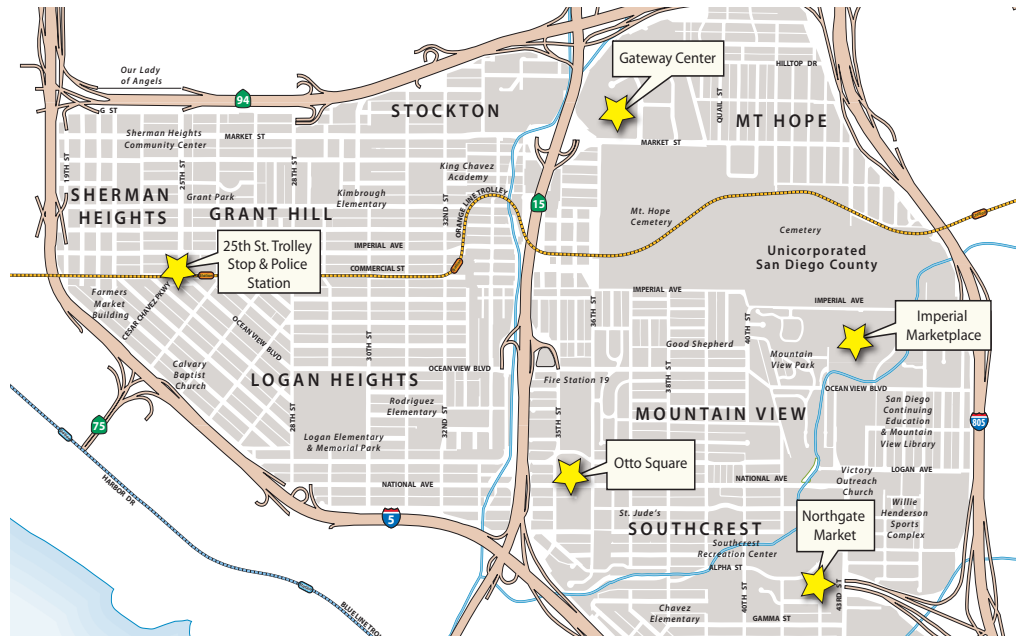 Our Lady
of Angels
G ST
94
Gateway Center
HILLTOP DR
QUAIL ST
STOCKTON
MT HOPE
Sherman Heights
Community Center
MARKET ST
MARKET ST
19TH ST
25TH ST
28TH ST
King Chavez
Academy
SHERMAN
HEIGHTS
Grant Park
Kimbrough
Elementary
32ND ST
ORANGE LINE TROLLEY
15
GRANT HILL
Mt. Hope
Cemetery
Cemetery
25th St. Trolley
Stop & Police
Station
IMPERIAL AVE
COMMERCIAL ST
Unicorporated
San Diego County
Farmers
Market
Building
CESAR CHAVEZ PKWY
OCEAN VIEW BLVD
IMPERIAL AVE
IMPERIAL AVE
36TH ST
40TH ST
Imperial
Marketplace
30TH ST
Good Shepherd
Mountain
View Park
Calvary
Baptist
Church
LOGAN HEIGHTS
OCEAN VIEW BLVD
Fire Station 19
38TH ST
OCEAN VIEW BLVD
Rodriguez
Elementary
28TH ST
32ND ST
35TH ST
MOUNTAIN VIEW
San Diego
Continuing
Education
& Mountain
View Library
805
75
Logan Elementary
& Memorial Park
Otto Square
NATIONAL AVE
NATIONAL AVE
LOGAN AVE
Victory
Outreach
Church
HARBOR DR
5
St. Jude's
SOUTHCREST
Northgate
Market
Willie
Henderson
Sports
Complex
Southcrest
Recreation Center
ALPHA ST
40TH ST
43RD ST
Chavez
Elementary
GAMMA ST
BLUE LINE TRO